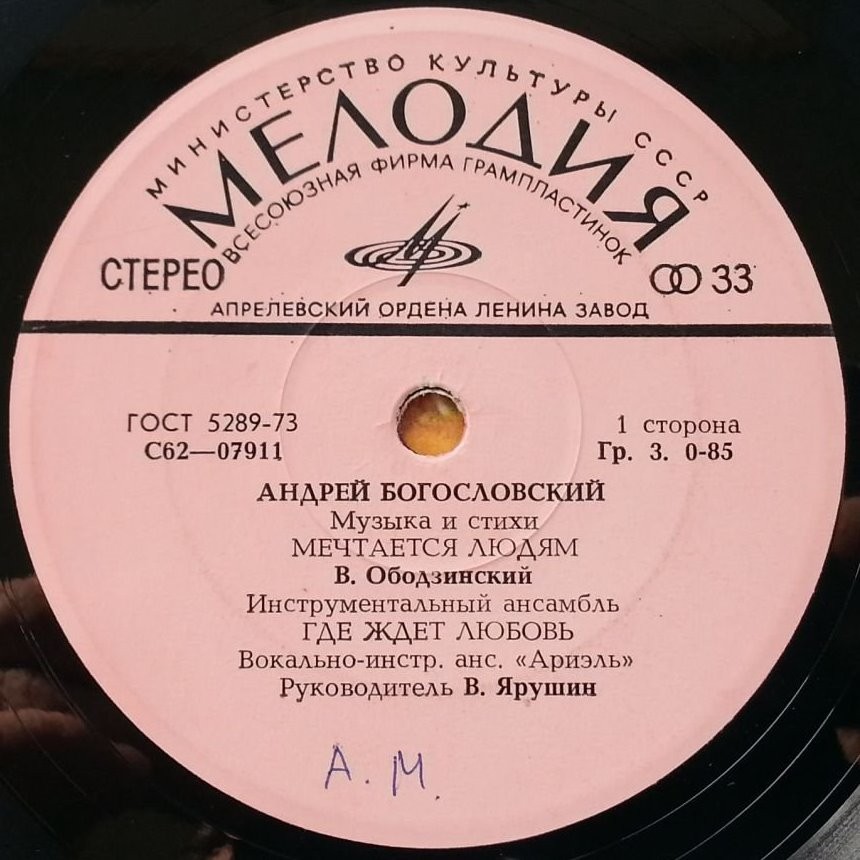 МИНИСТЕРСТВО КУЛЬТУРЫ СССР
МЕЛОДИЯ
ВСЕСОЮЗНАЯ ФИРМА ГРАМПЛАСТИНОК
СТЕРЕО
33
АПРЕЛЕВСКИЙ ОРДЕНА ЛЕНИНА ЗАВОД
ГОСТ 5289-73
С62—07911
1 сторона
Гр. 3. 0-85
АНДРЕЙ БОГОСЛОВСКИЙ
Музыка и стихи
МЕЧТАЕТСЯ ЛЮДЯМ
В. Ободзинский
Инструментальный ансамбль
ГДЕ ЖДЕТ ЛЮБОВЬ
Вокально-инстр. анс. «Ариэль»
Руководитель В. Ярушин
А. М.